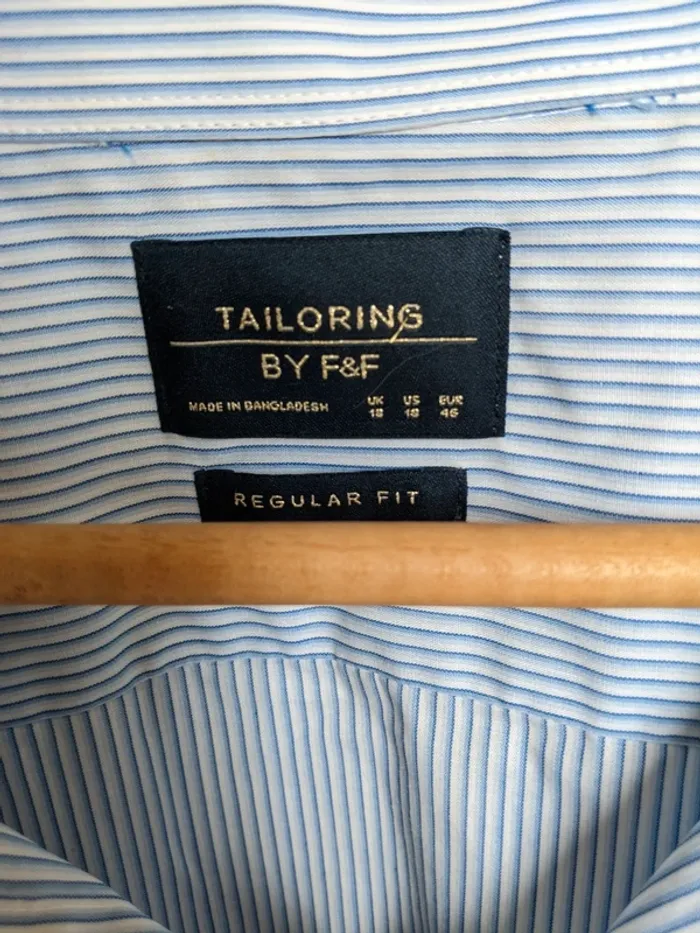 TAILORING
BY F&F
MADE IN BANGLADESH UK US EUR
18 18 46
REGULAR FIT